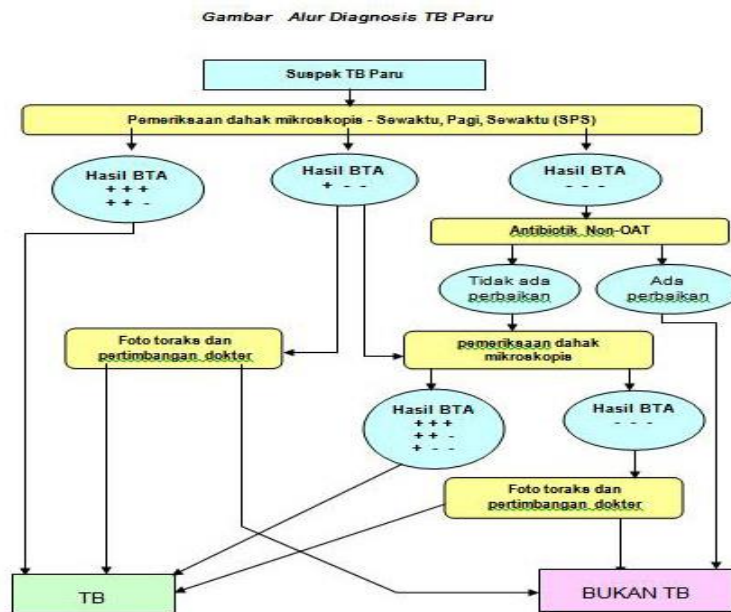 Gambar Alur Diagnosis TB Paru
Suspek TB Paru
Pemeriksaan dahak mikroskopis - Sewaktu, Pagi, Sewaktu (SPS)
Hasil BTA
+ + +
+ + -
Hasil BTA
+ - -
Hasil BTA
- - -
Antibiotik Non-OAT
Tidak ada
perbaikan
Ada
perbaikan
Foto toraks dan
pertimbangan dokter
pemeriksaan dahak
mikroskopis
Hasil BTA
+ + +
+ + -
+ - -
Hasil BTA
- - -
Foto toraks dan
pertimbangan dokter
TB
BUKAN TB